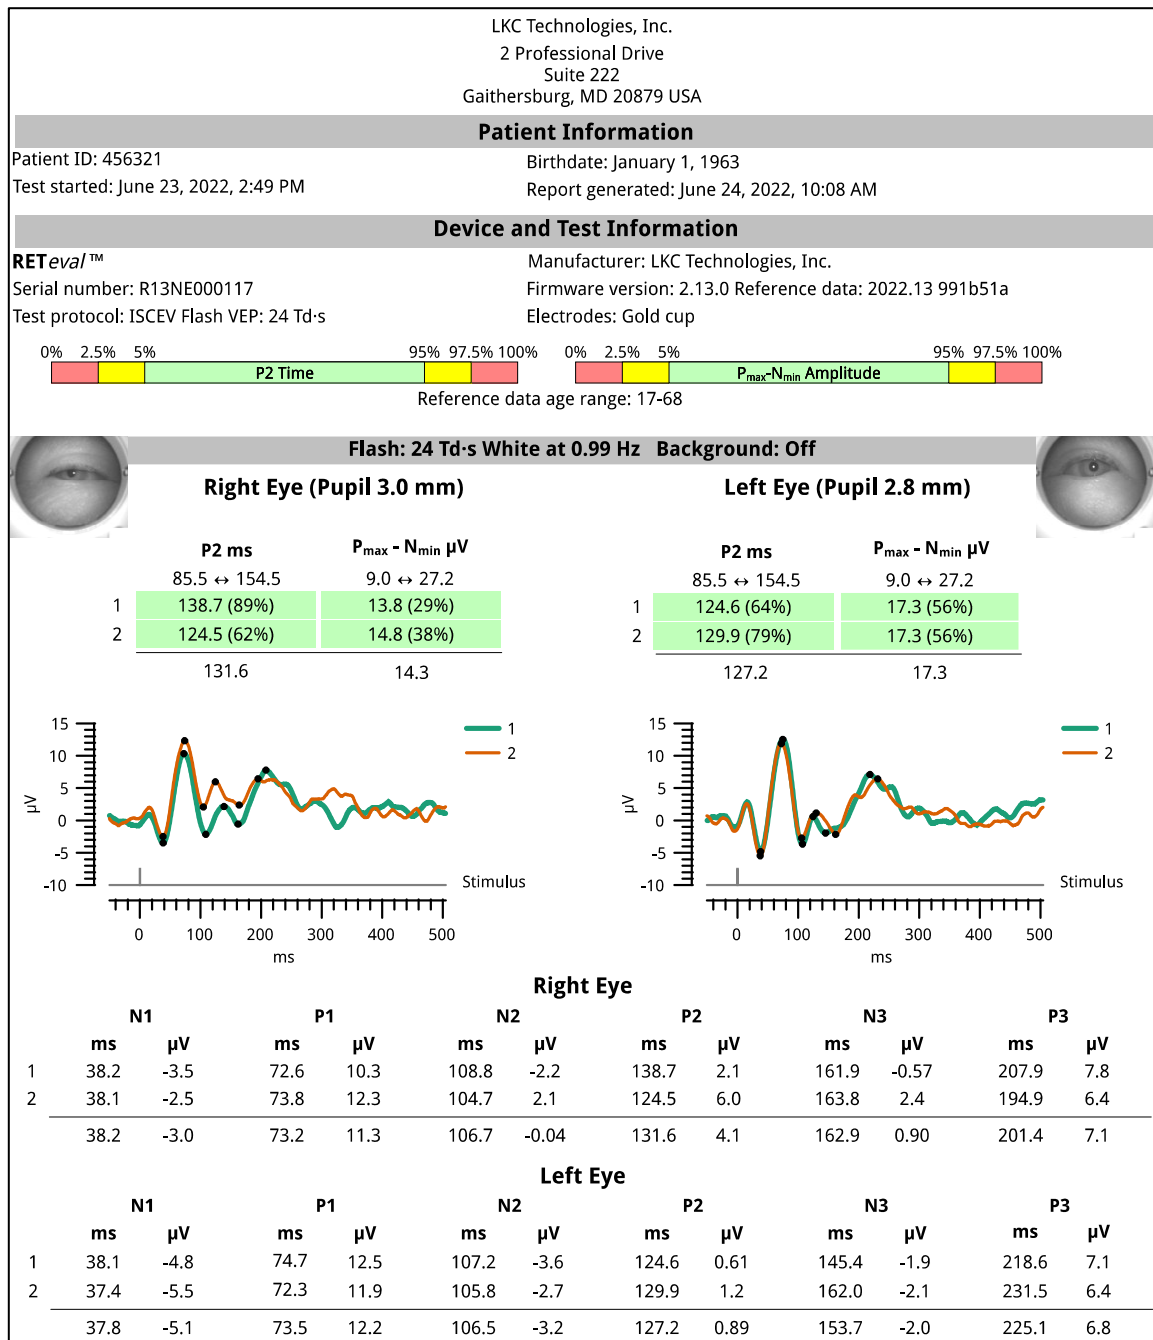 LKC Technologies, Inc.
2 Professional Drive
Suite 222
Gaithersburg, MD 20879 USA
Patient Information
Patient ID: 456321 Birthdate: January 1, 1963
Test started: June 23, 2022, 2:49 PM Report generated: June 24, 2022, 10:08 AM
Device and Test Information
RETeval ™ Manufacturer: LKC Technologies, Inc.
Serial number: R13NE000117 Firmware version: 2.13.0 Reference data: 2022.13 991b51a
Test protocol: ISCEV Flash VEP: 24 Td·s Electrodes: Gold cup
0% 2.5% 5% 95% 97.5% 100% 0% 2.5% 5% 95% 97.5% 100%
P2 Time Pmax-Nmin Amplitude
Reference data age range: 17-68
Flash: 24 Td·s White at 0.99 Hz Background: Off
Right Eye (Pupil 3.0 mm) Left Eye (Pupil 2.8 mm)
P2 ms Pmax - Nmin µV P2 ms Pmax - Nmin µV
85.5 ↔ 154.5 9.0 ↔ 27.2 85.5 ↔ 154.5 9.0 ↔ 27.2
1 138.7 (89%) 13.8 (29%) 1 124.6 (64%) 17.3 (56%)
2 124.5 (62%) 14.8 (38%) 2 129.9 (79%) 17.3 (56%)
131.6 14.3 127.2 17.3
15 1 15 1
10 2 10 2
5 5
µV 0 µV 0
-5 -5
-10 Stimulus -10 Stimulus
0 100 200 300 400 500 0 100 200 300 400 500
ms ms
Right Eye
N1 P1 N2 P2 N3 P3
ms µV ms µV ms µV ms µV ms µV ms µV
1 38.2 -3.5 72.6 10.3 108.8 -2.2 138.7 2.1 161.9 -0.57 207.9 7.8
2 38.1 -2.5 73.8 12.3 104.7 2.1 124.5 6.0 163.8 2.4 194.9 6.4
38.2 -3.0 73.2 11.3 106.7 -0.04 131.6 4.1 162.9 0.90 201.4 7.1
Left Eye
N1 P1 N2 P2 N3 P3
ms µV ms µV ms µV ms µV ms µV ms µV
1 38.1 -4.8 74.7 12.5 107.2 -3.6 124.6 0.61 145.4 -1.9 218.6 7.1
2 37.4 -5.5 72.3 11.9 105.8 -2.7 129.9 1.2 162.0 -2.1 231.5 6.4
37.8 -5.1 73.5 12.2 106.5 -3.2 127.2 0.89 153.7 -2.0 225.1 6.8